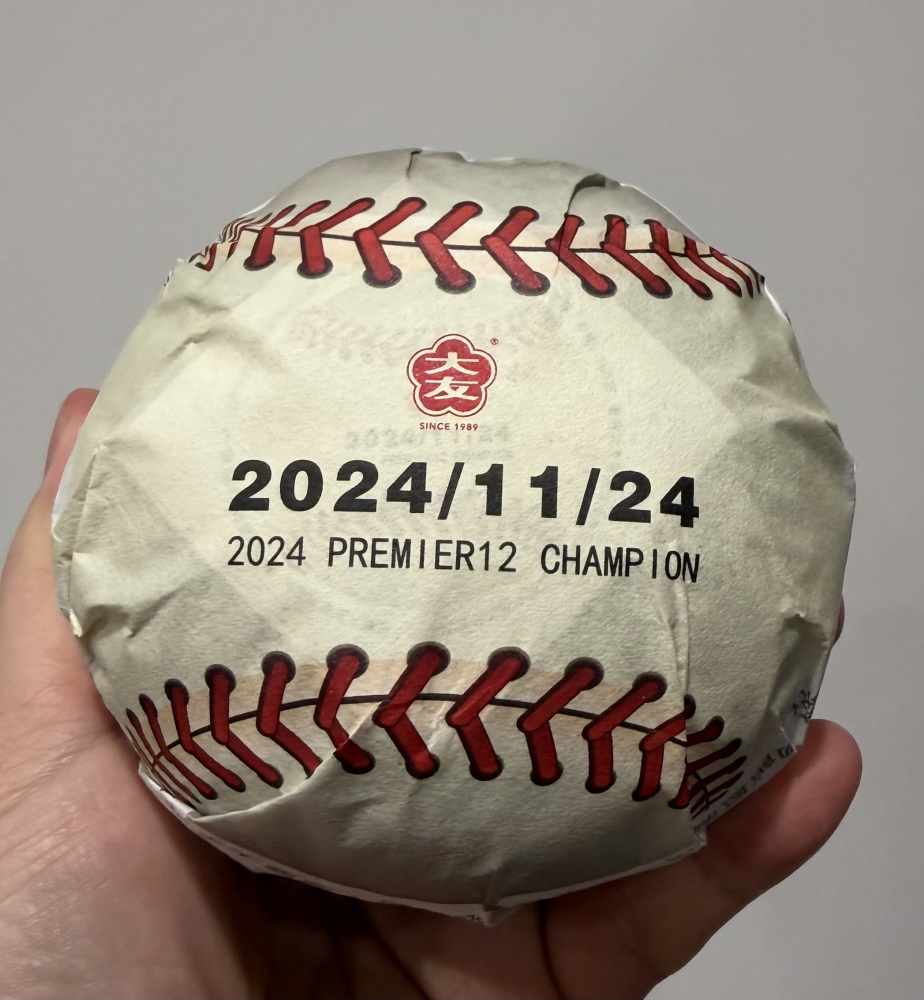 大
友
®
SINCE 1989
2024/11/24
2024 PREMIER12 CHAMPION